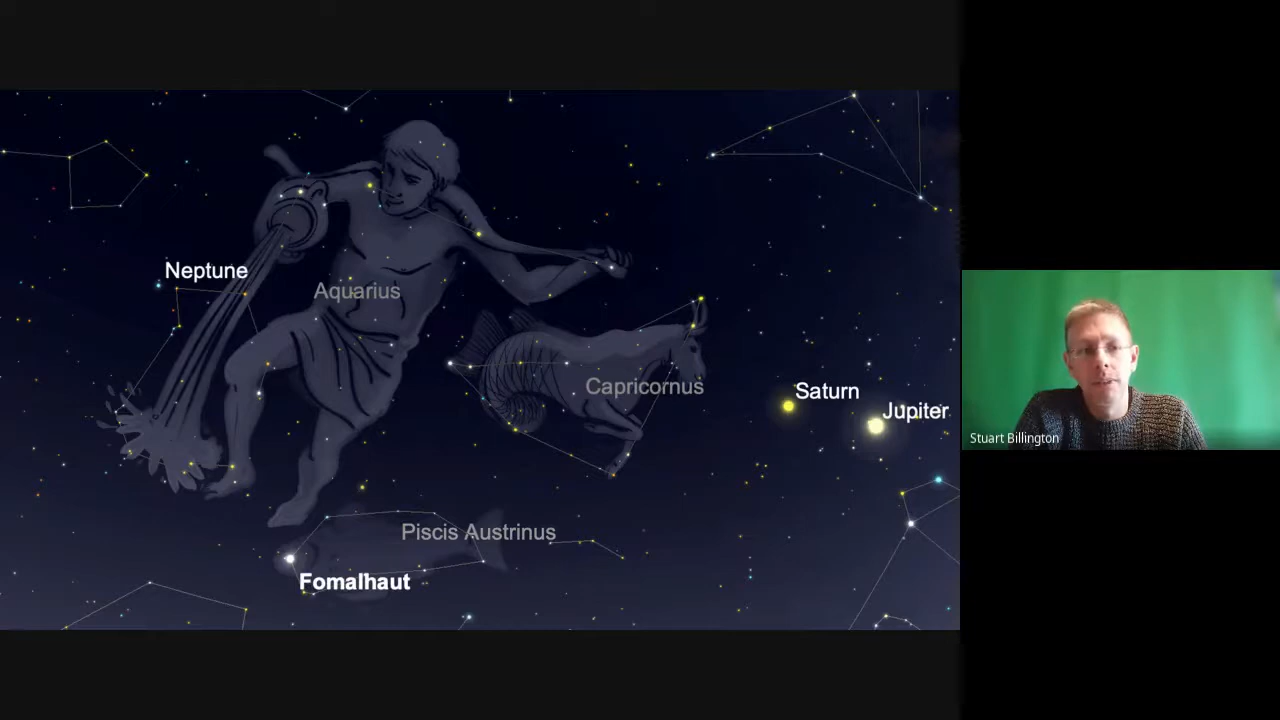 Neptune
Aquarius
Capricornus
Saturn
Jupiter
Piscis Austrinus
Fomalhaut
Stuart Billington